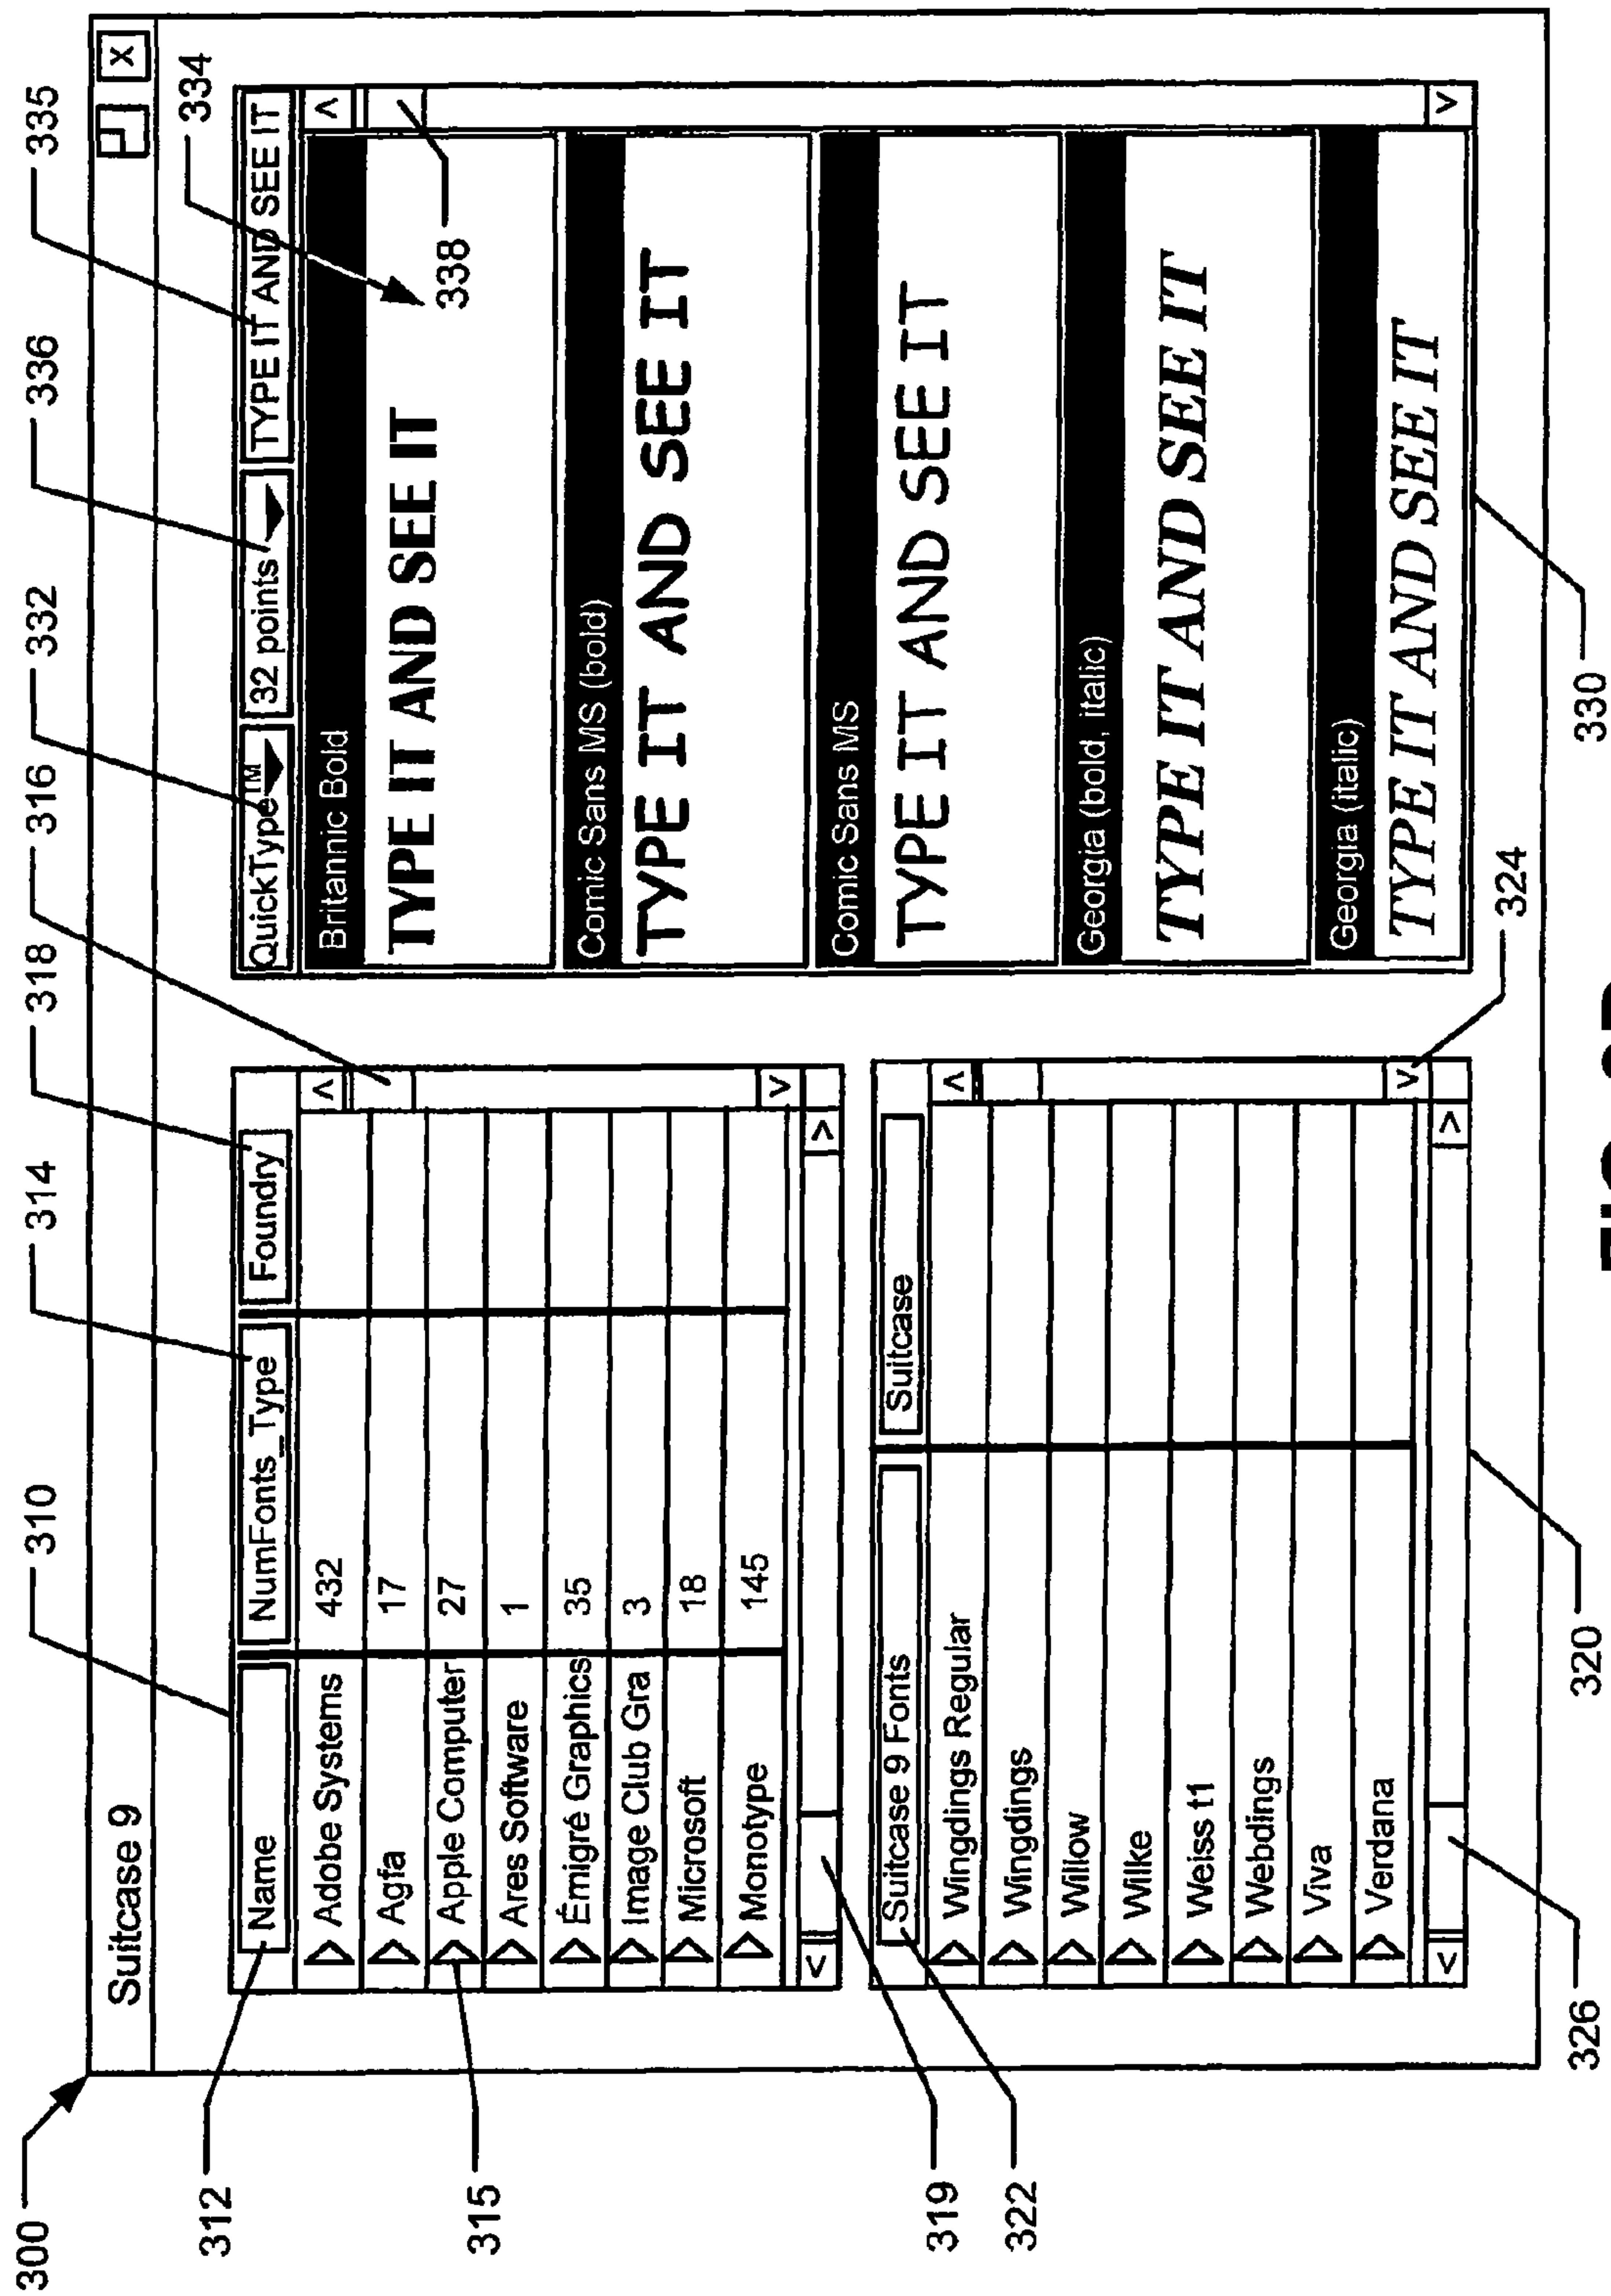 300
310
314
318
316
332
336
335
334
Suitcase 9
X
312
315
319
322
Name
NumFonts_Type
Foundry
Adobe Systems 432
Agfa 17
Apple Computer 27
Ares Software 1
Émigré Graphics 35
Image Club Gra 3
Microsoft 18
Monotype 145
Suitcase 9 Fonts
Suitcase
Wingdings Regular
Wingdings
Willow
Wilke
Weiss t1
Webdings
Viva
Verdana
QuickType™
32 points
TYPE IT AND SEE IT
Britannic Bold
TYPE IT AND SEE IT
338
Comic Sans MS (bold)
TYPE IT AND SEE IT
Comic Sans MS
TYPE IT AND SEE IT
Georgia (bold, italic)
TYPE IT AND SEE IT
Georgia (italic)
TYPE IT AND SEE IT
326
320
324
330